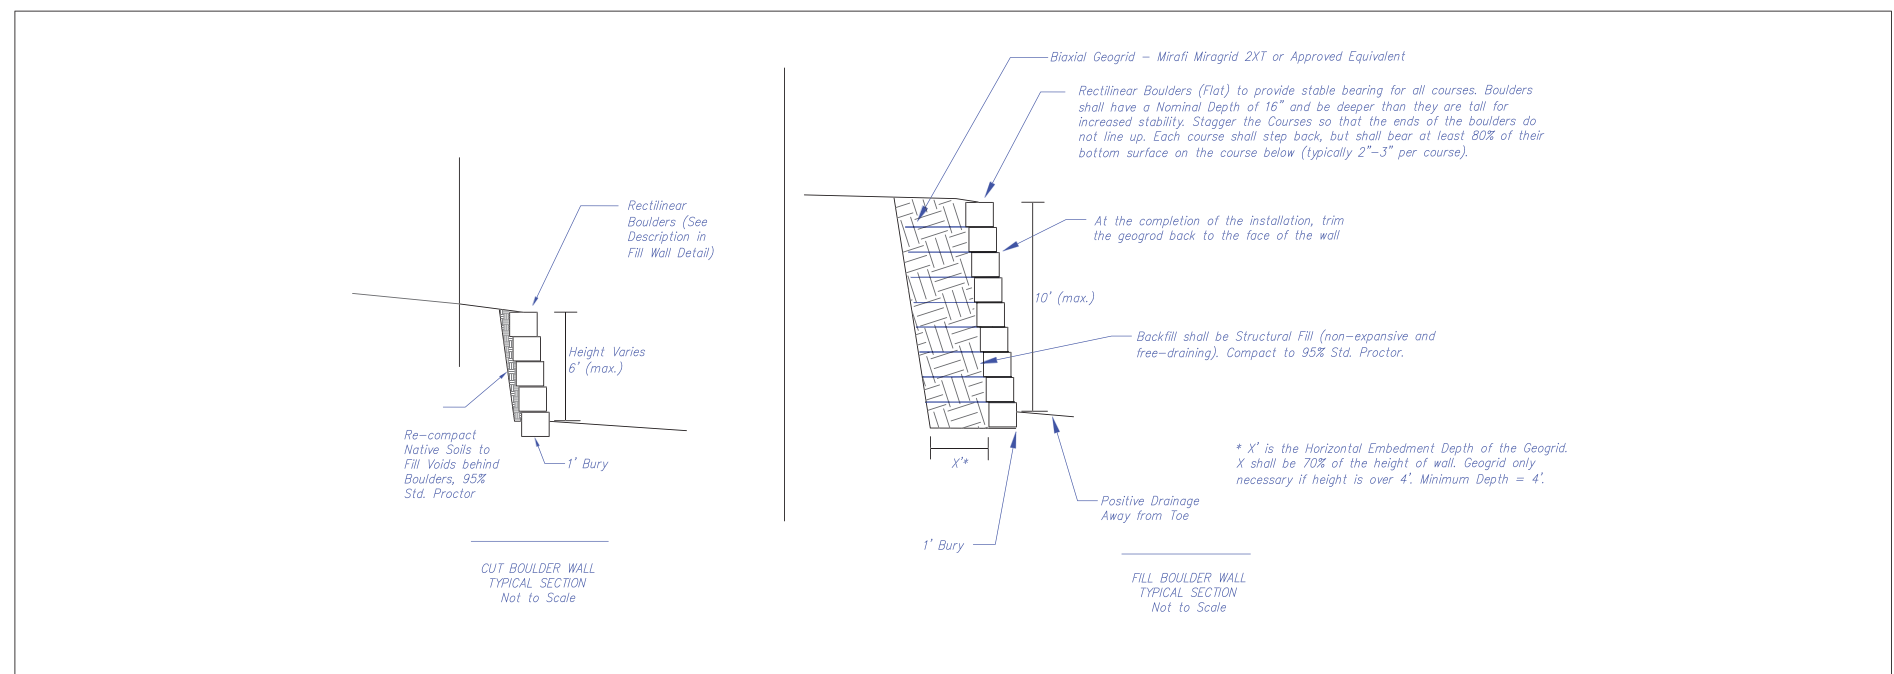 Rectilinear
Boulders (See
Description in
Fill Wall Detail)
Height Varies
6' (max.)
Re-compact
Native Soils to
Fill Voids behind
Boulders, 95%
Std. Proctor
1' Bury
CUT BOULDER WALL
TYPICAL SECTION
Not to Scale
Biaxial Geogrid - Mirafi Miragrid 2XT or Approved Equivalent
Rectilinear Boulders (Flat) to provide stable bearing for all courses. Boulders
shall have a Nominal Depth of 16" and be deeper than they are tall for
increased stability. Stagger the Courses so that the ends of the boulders do
not line up. Each course shall step back, but shall bear at least 80% of their
bottom surface on the course below (typically 2"-3" per course).
At the completion of the installation, trim
the geogrod back to the face of the wall
10' (max.)
Backfill shall be Structural Fill (non-expansive and
free-draining). Compact to 95% Std. Proctor.
X'*
* X' is the Horizontal Embedment Depth of the Geogrid.
X shall be 70% of the height of wall. Geogrid only
necessary if height is over 4'. Minimum Depth = 4'.
Positive Drainage
Away from Toe
1' Bury
FILL BOULDER WALL
TYPICAL SECTION
Not to Scale